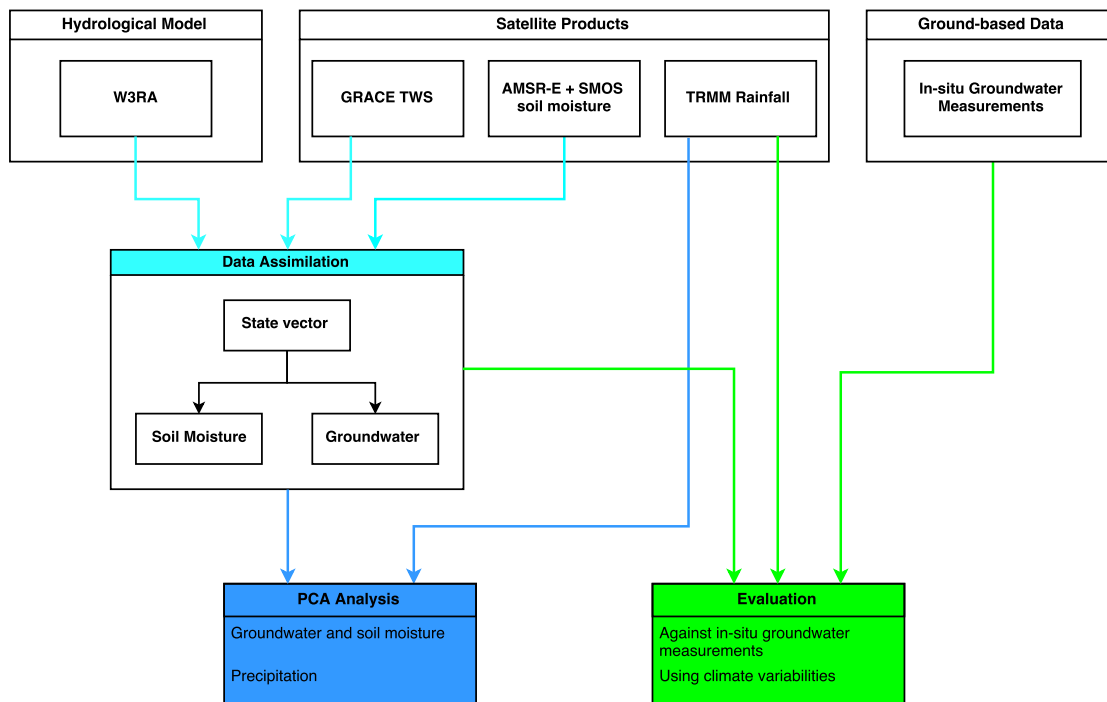 Hydrological Model
Satellite Products
Ground-based Data
W3RA
GRACE TWS
AMSR-E + SMOS
soil moisture
TRMM Rainfall
In-situ Groundwater
Measurements
Data Assimilation
State vector
Soil Moisture
Groundwater
PCA Analysis
Groundwater and soil moisture
Precipitation
Evaluation
Against in-situ groundwater
measurements
Using climate variabilities